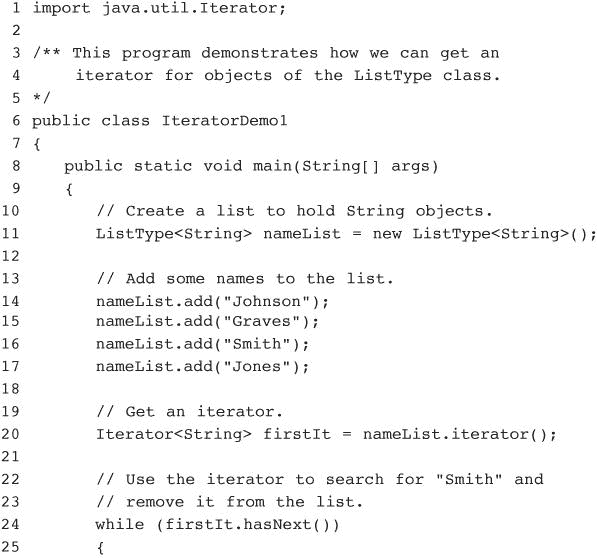 1 import java.util.Iterator;
2
3 /** This program demonstrates how we can get an
4     iterator for objects of the ListType class.
5 */
6 public class IteratorDemo1
7 {
8    public static void main(String[] args)
9    {
10       // Create a list to hold String objects.
11       ListType<String> nameList = new ListType<String>();
12
13       // Add some names to the list.
14       nameList.add("Johnson");
15       nameList.add("Graves");
16       nameList.add("Smith");
17       nameList.add("Jones");
18
19       // Get an iterator.
20       Iterator<String> firstIt = nameList.iterator();
21
22       // Use the iterator to search for "Smith" and
23       // remove it from the list.
24       while (firstIt.hasNext())
25       {